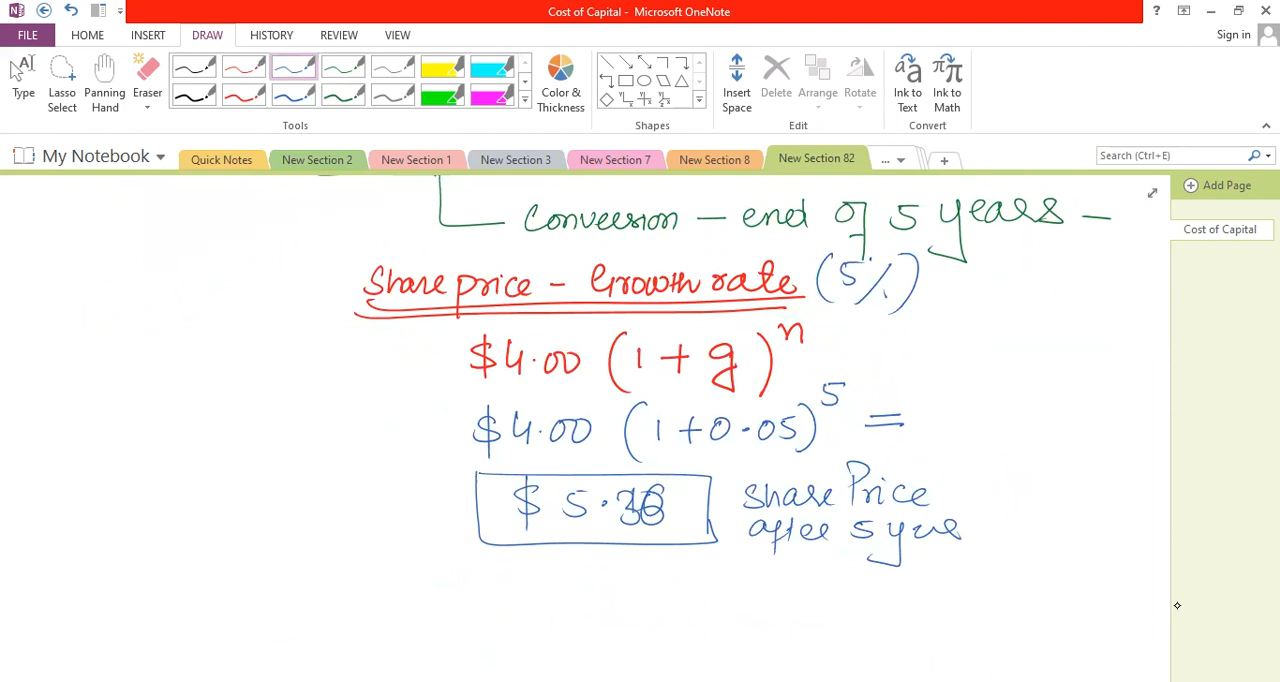 Cost of Capital - Microsoft OneNote
?
FILE HOME INSERT DRAW HISTORY REVIEW VIEW
Sign in
Type
Lasso Select
Panning Hand
Eraser
Color & Thickness
Insert Space
Delete
Arrange
Rotate
Ink to Text
Ink to Math
Tools
Shapes
Edit
Convert
My Notebook
Quick Notes
New Section 2
New Section 1
New Section 3
New Section 7
New Section 8
New Section 82
...
Search (Ctrl+E)
Add Page
Cost of Capital
Conversion — end of 5 years —
Share price - Growth rate (5%)
$4.00 (1 + g)^n
$4.00 (1 + 0.05)^5 =
Share Price
after 5